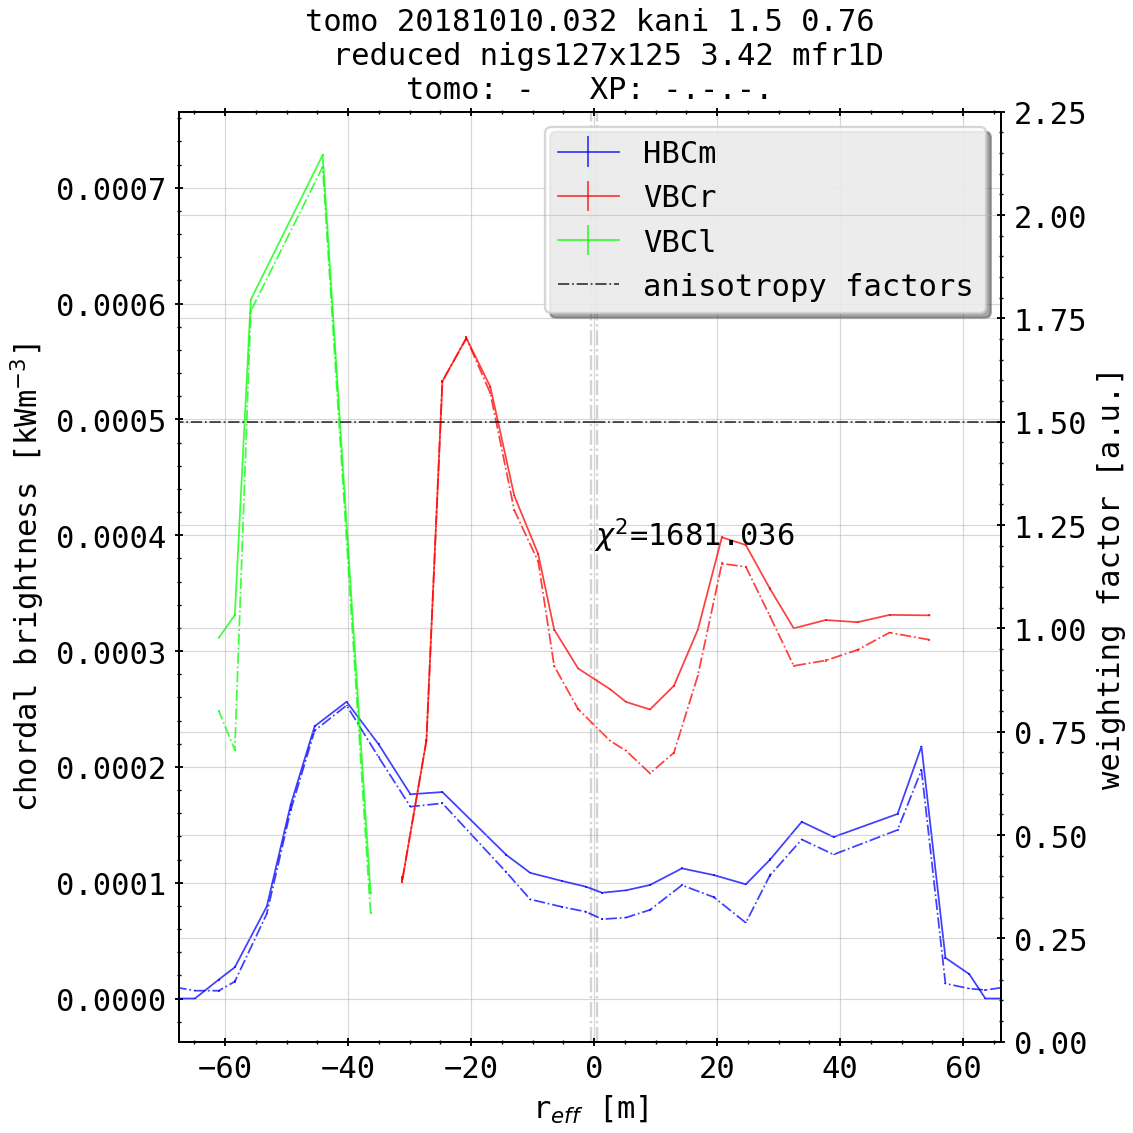 tomo 20181010.032 kani 1.5 0.76
reduced nigs127x125 3.42 mfr1D
tomo: -   XP: -.-.-.
HBCm
VBCr
VBCl
anisotropy factors
χ²=1681.036
chordal brightness [kWm⁻³]
0.0007
0.0006
0.0005
0.0004
0.0003
0.0002
0.0001
0.0000
2.25
2.00
1.75
1.50
1.25
1.00
0.75
0.50
0.25
0.00
weighting factor [a.u.]
−60 −40 −20 0 20 40 60
r_eff [m]